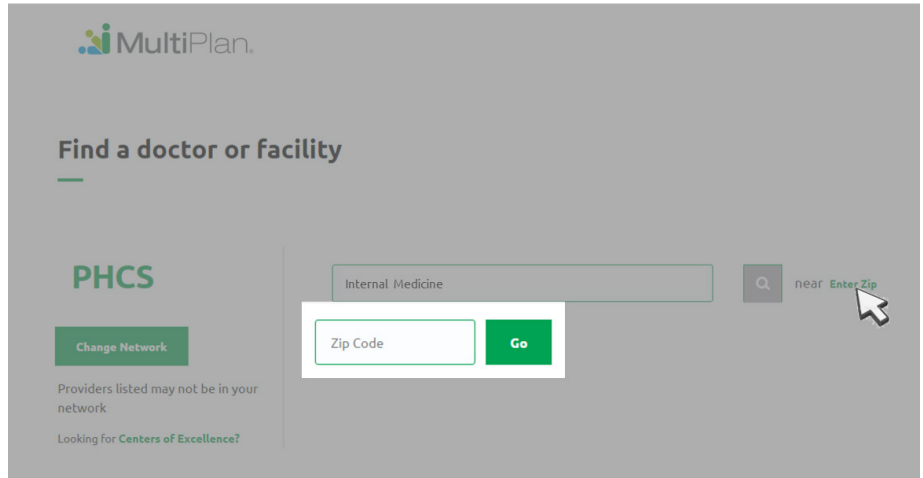 MultiPlan.
Find a doctor or facility
PHCS
Change Network
Providers listed may not be in your
network
Looking for Centers of Excellence?
Internal Medicine
near Enter Zip
Zip Code
Go